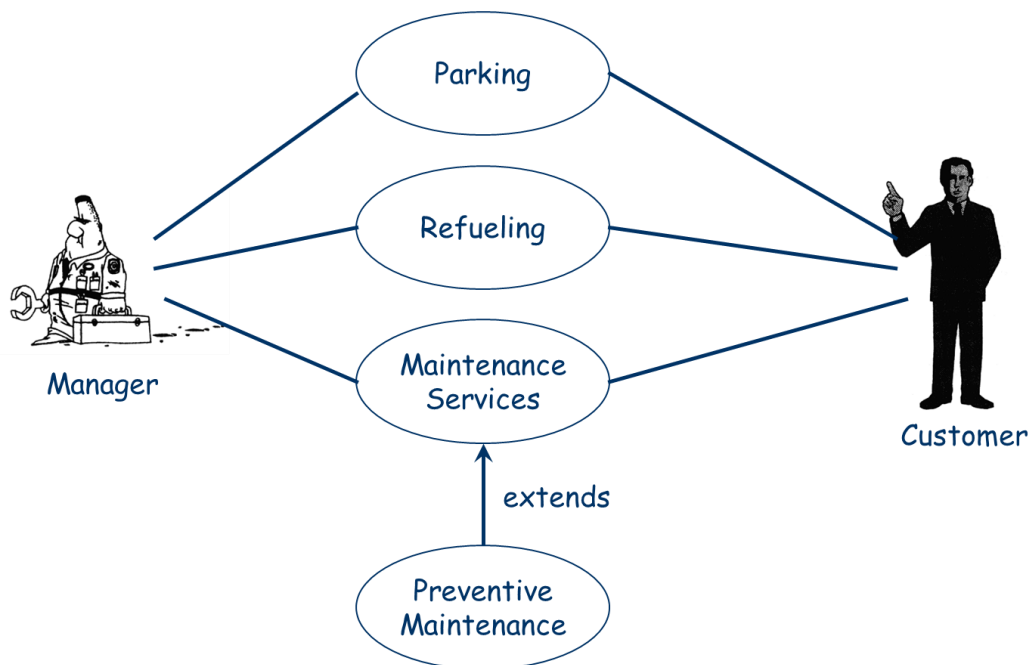 Parking
Refueling
Maintenance
Services
Manager
Customer
extends
Preventive
Maintenance